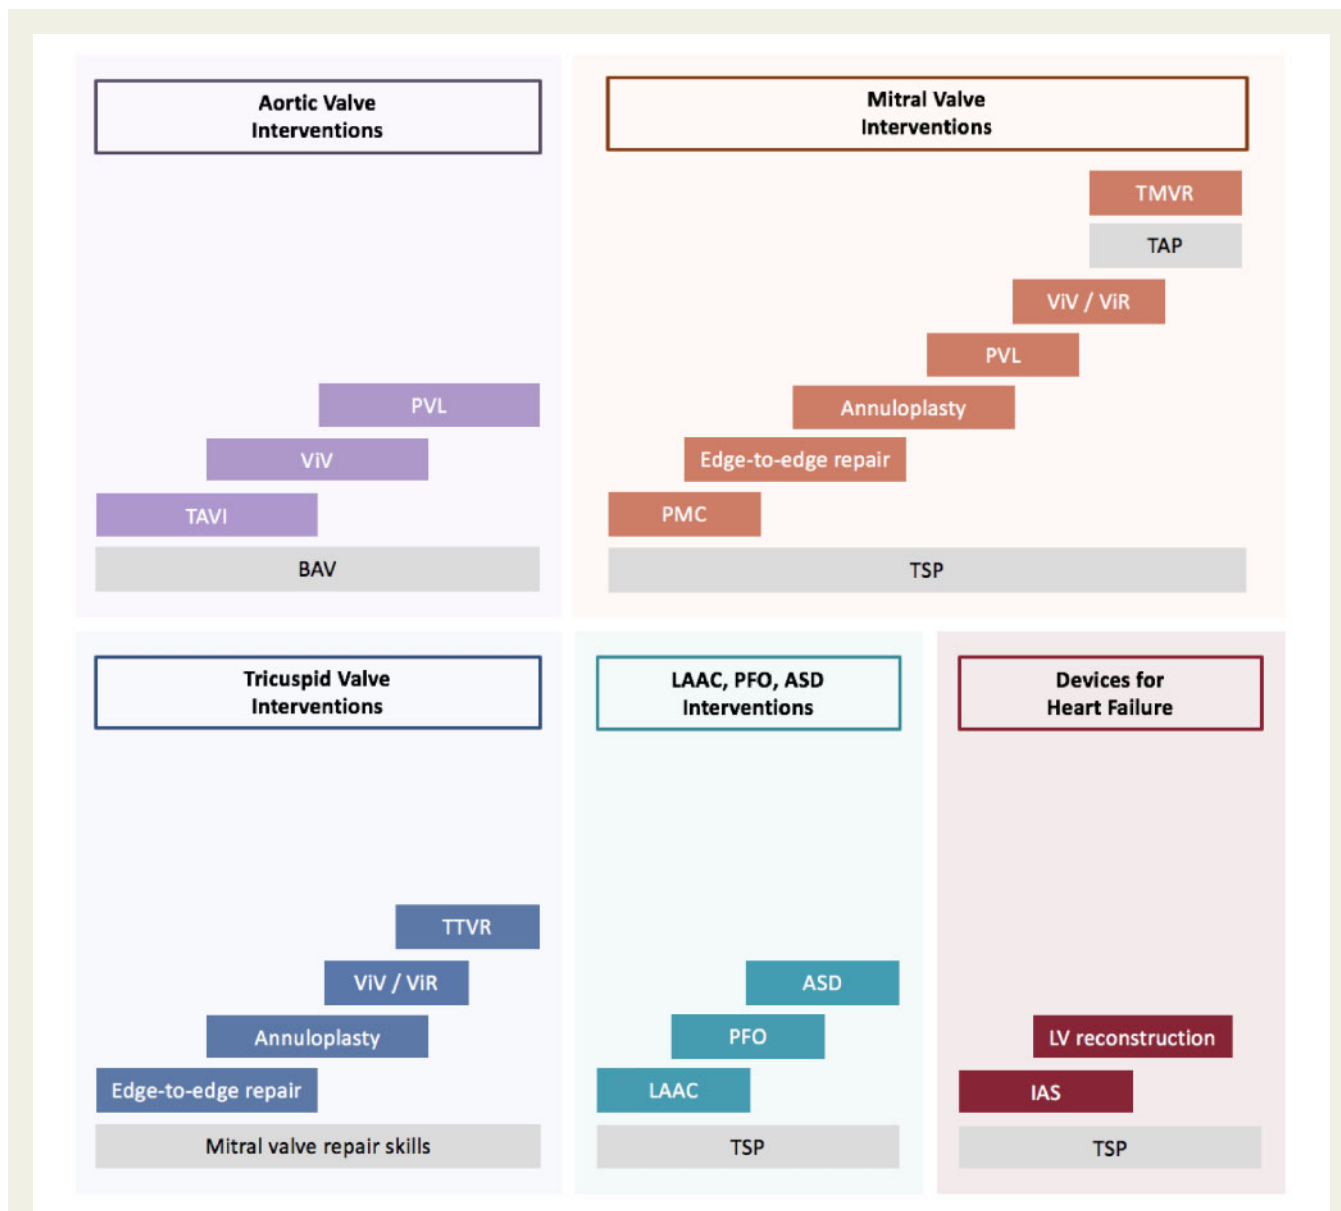 Aortic Valve
Interventions
PVL
ViV
TAVI
BAV
Mitral Valve
Interventions
TMVR
TAP
ViV / ViR
PVL
Annuloplasty
Edge-to-edge repair
PMC
TSP
Tricuspid Valve
Interventions
TTVR
ViV / ViR
Annuloplasty
Edge-to-edge repair
Mitral valve repair skills
LAAC, PFO, ASD
Interventions
ASD
PFO
LAAC
TSP
Devices for
Heart Failure
LV reconstruction
IAS
TSP